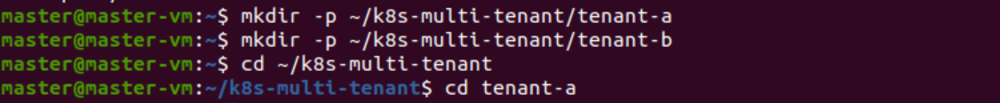 master@master-vm:~$ mkdir -p ~/k8s-multi-tenant/tenant-a
master@master-vm:~$ mkdir -p ~/k8s-multi-tenant/tenant-b
master@master-vm:~$ cd ~/k8s-multi-tenant
master@master-vm:~/k8s-multi-tenant$ cd tenant-a